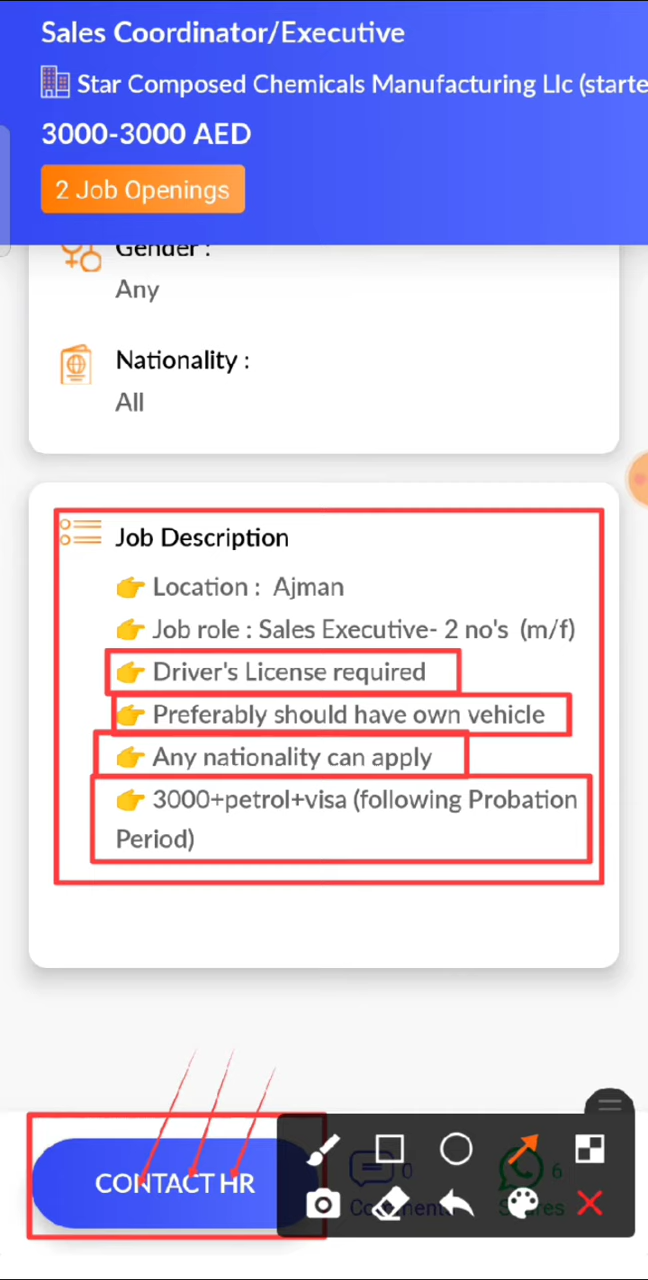 Sales Coordinator/Executive
Star Composed Chemicals Manufacturing Llc (starte
3000-3000 AED
2 Job Openings
Gender :
Any
Nationality :
All
Job Description
Location : Ajman
Job role : Sales Executive- 2 no's (m/f)
Driver's License required
Preferably should have own vehicle
Any nationality can apply
3000+petrol+visa (following Probation
Period)
CONTACT HR
0
6